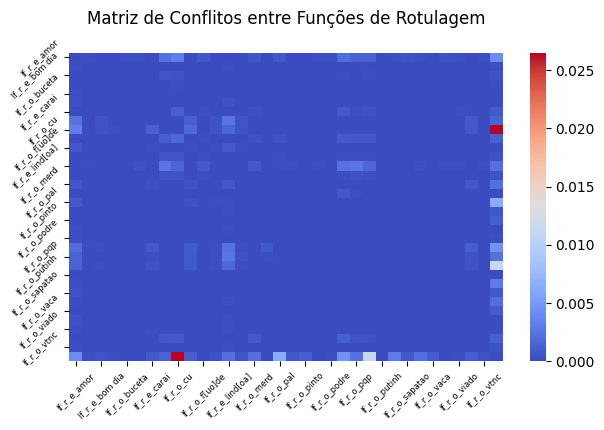 Matriz de Conflitos entre Funções de Rotulagem
lf_r_e_amor
lf_r_e_bom dia
lf_r_o_buceta
lf_r_e_carai
lf_r_o_cu
lf_r_o_f[uo]de
lf_r_e_lind[oa]
lf_r_o_merd
lf_r_o_pal
lf_r_o_pinto
lf_r_o_podre
lf_r_o_pqp
lf_r_o_putinh
lf_r_o_sapatao
lf_r_o_vaca
lf_r_o_viado
lf_r_o_vtnc
0.025
0.020
0.015
0.010
0.005
0.000
lf_r_e_amor
lf_r_e_bom dia
lf_r_o_buceta
lf_r_e_carai
lf_r_o_cu
lf_r_o_f[uo]de
lf_r_e_lind[oa]
lf_r_o_merd
lf_r_o_pal
lf_r_o_pinto
lf_r_o_podre
lf_r_o_pqp
lf_r_o_putinh
lf_r_o_sapatao
lf_r_o_vaca
lf_r_o_viado
lf_r_o_vtnc